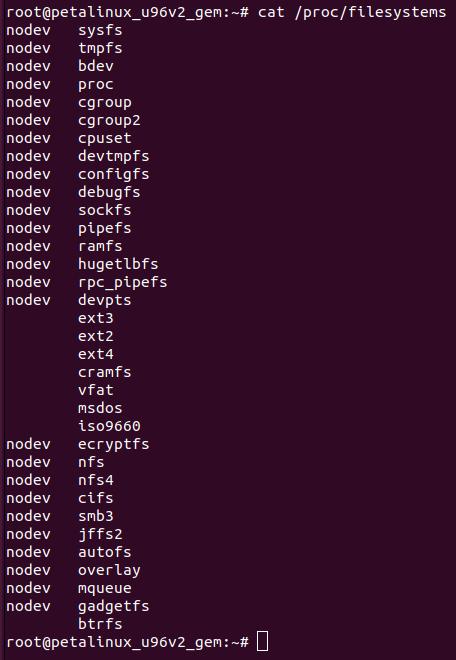 root@petalinux_u96v2_gem:~# cat /proc/filesystems
nodev   sysfs
nodev   tmpfs
nodev   bdev
nodev   proc
nodev   cgroup
nodev   cgroup2
nodev   cpuset
nodev   devtmpfs
nodev   configfs
nodev   debugfs
nodev   sockfs
nodev   pipefs
nodev   ramfs
nodev   hugetlbfs
nodev   rpc_pipefs
nodev   devpts
        ext3
        ext2
        ext4
        cramfs
        vfat
        msdos
        iso9660
nodev   ecryptfs
nodev   nfs
nodev   nfs4
nodev   cifs
nodev   smb3
nodev   jffs2
nodev   autofs
nodev   overlay
nodev   mqueue
nodev   gadgetfs
        btrfs
root@petalinux_u96v2_gem:~#